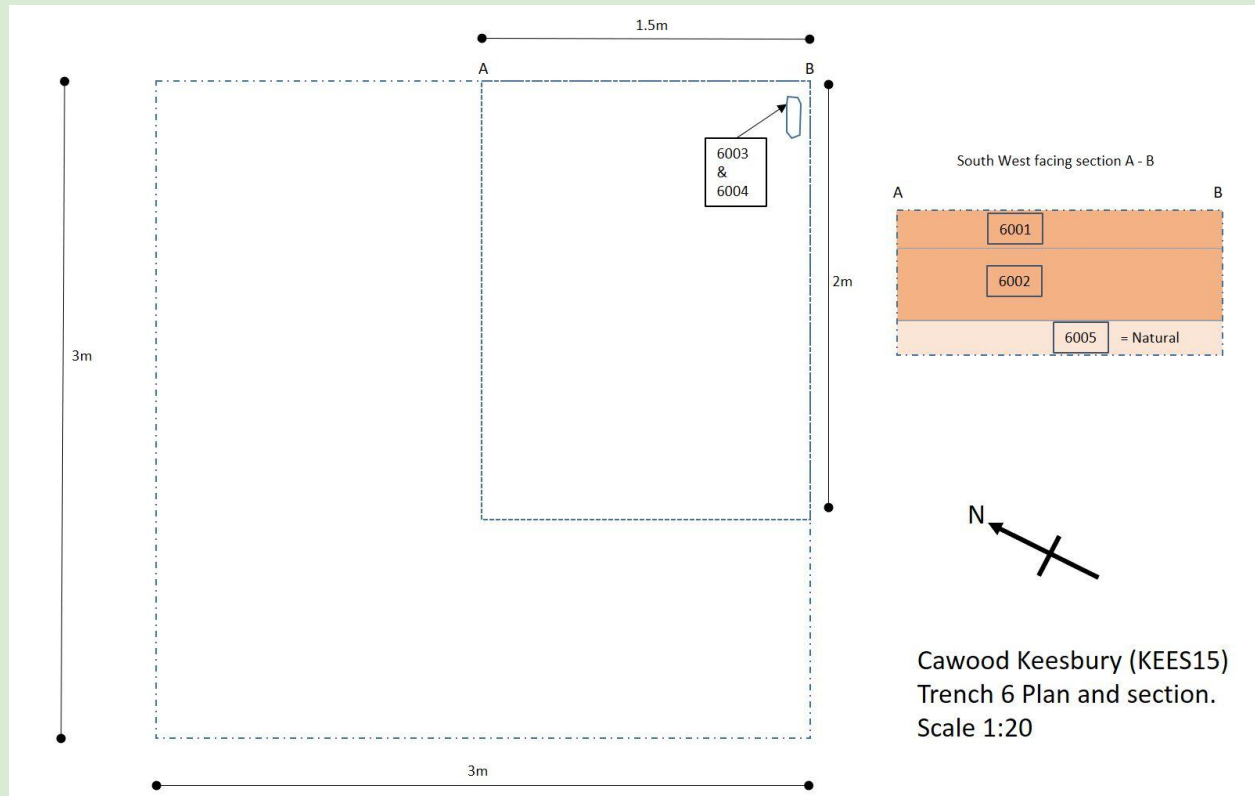 1.5m
A
B
6003
&
6004
2m
3m
3m
South West facing section A - B
A
B
6001
6002
6005
= Natural
N
Cawood Keesbury (KEES15)
Trench 6 Plan and section.
Scale 1:20